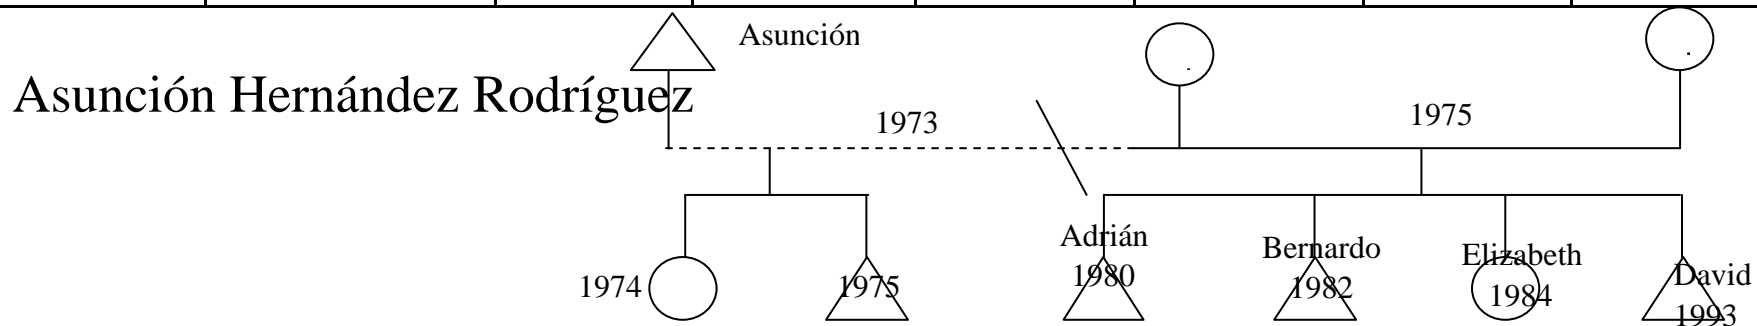 Asunción
Asunción Hernández Rodríguez
1973
1975
1974
1975
Adrián
1980
Bernardo
1982
Elizabeth
1984
David
1993